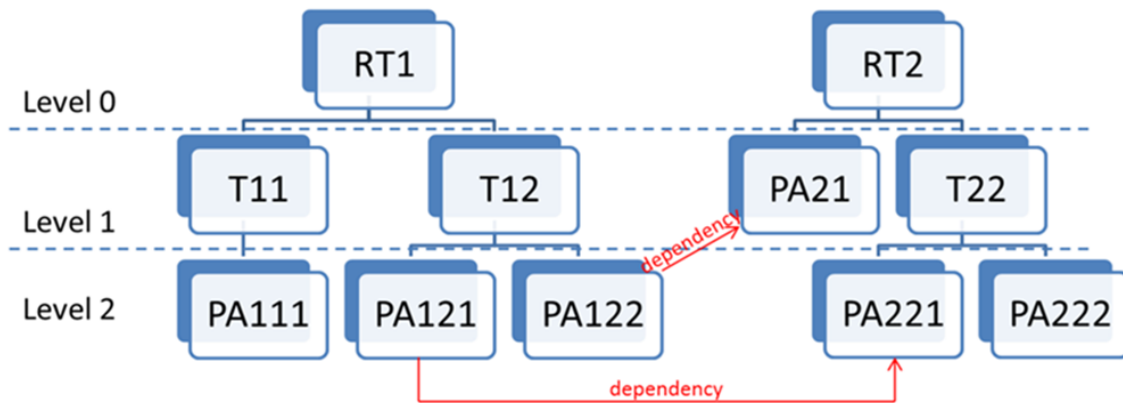 RT1
RT2
Level 0
T11
T12
PA21
T22
Level 1
dependency
Level 2
PA111
PA121
PA122
PA221
PA222
dependency